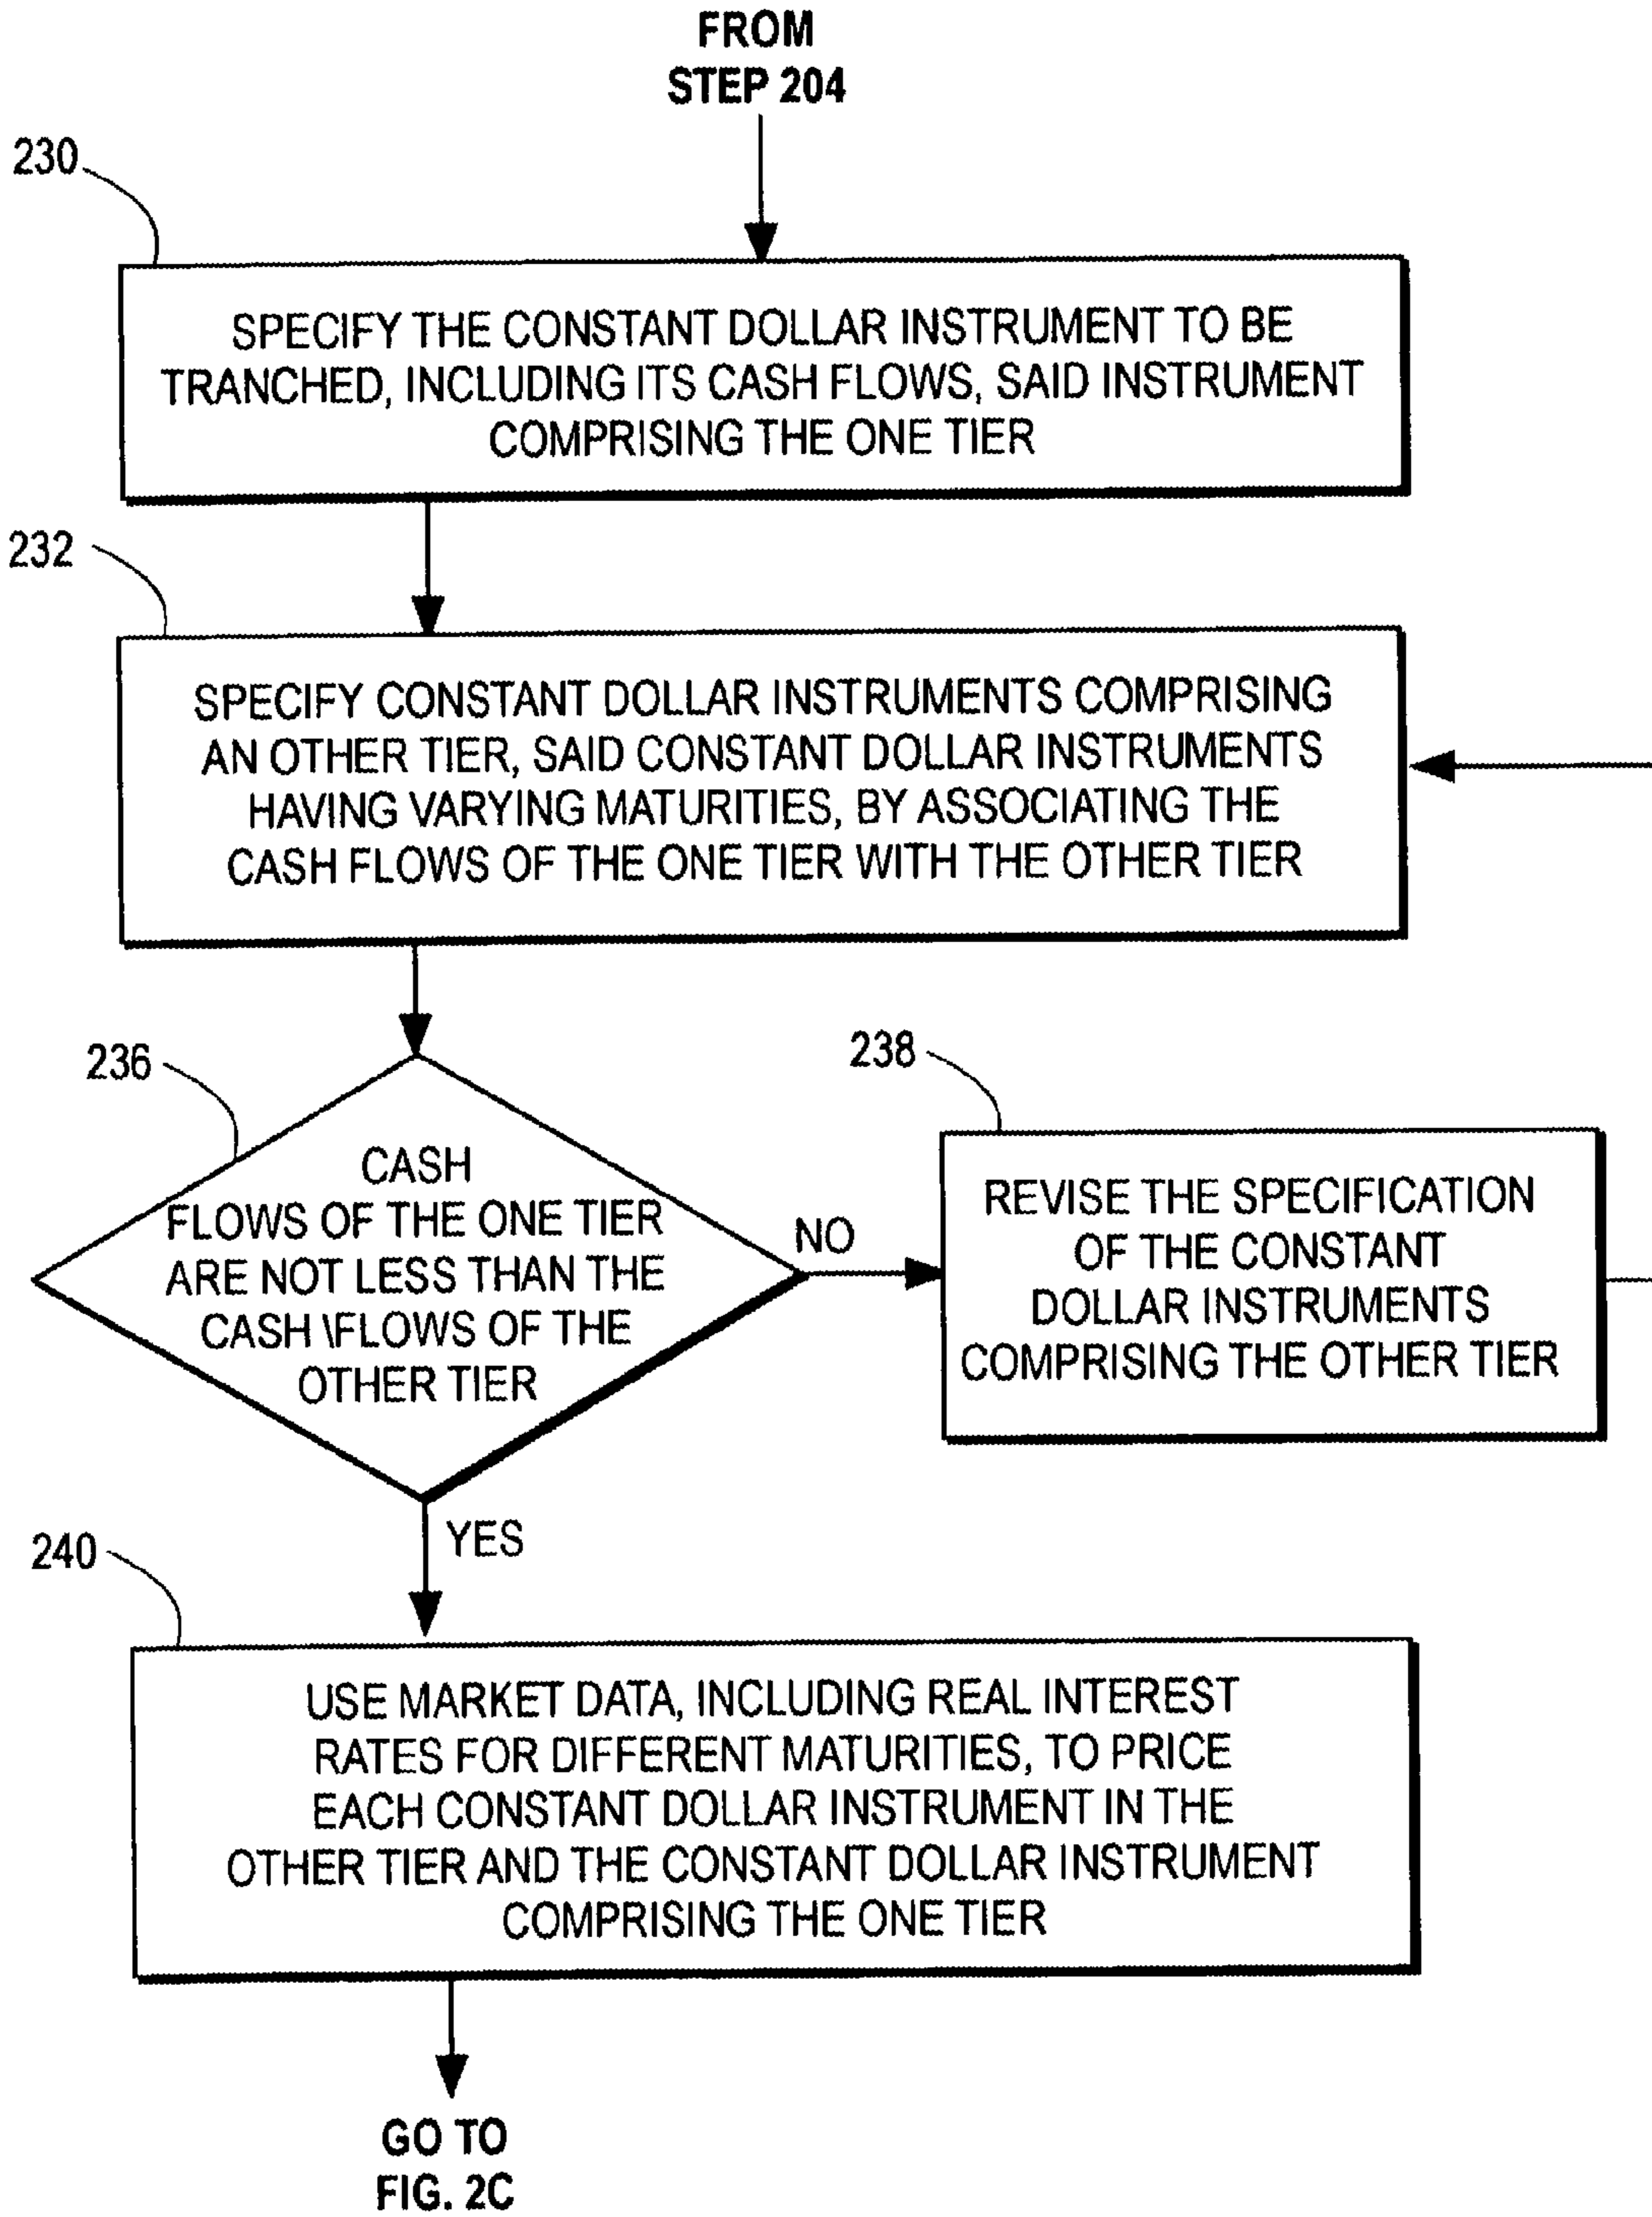 FROM
STEP 204
230
SPECIFY THE CONSTANT DOLLAR INSTRUMENT TO BE
TRANCHED, INCLUDING ITS CASH FLOWS, SAID INSTRUMENT
COMPRISING THE ONE TIER
232
SPECIFY CONSTANT DOLLAR INSTRUMENTS COMPRISING
AN OTHER TIER, SAID CONSTANT DOLLAR INSTRUMENTS
HAVING VARYING MATURITIES, BY ASSOCIATING THE
CASH FLOWS OF THE ONE TIER WITH THE OTHER TIER
236
CASH
FLOWS OF THE ONE TIER
ARE NOT LESS THAN THE
CASH \FLOWS OF THE
OTHER TIER
NO
238
REVISE THE SPECIFICATION
OF THE CONSTANT
DOLLAR INSTRUMENTS
COMPRISING THE OTHER TIER
YES
240
USE MARKET DATA, INCLUDING REAL INTEREST
RATES FOR DIFFERENT MATURITIES, TO PRICE
EACH CONSTANT DOLLAR INSTRUMENT IN THE
OTHER TIER AND THE CONSTANT DOLLAR INSTRUMENT
COMPRISING THE ONE TIER
GO TO
FIG. 2C